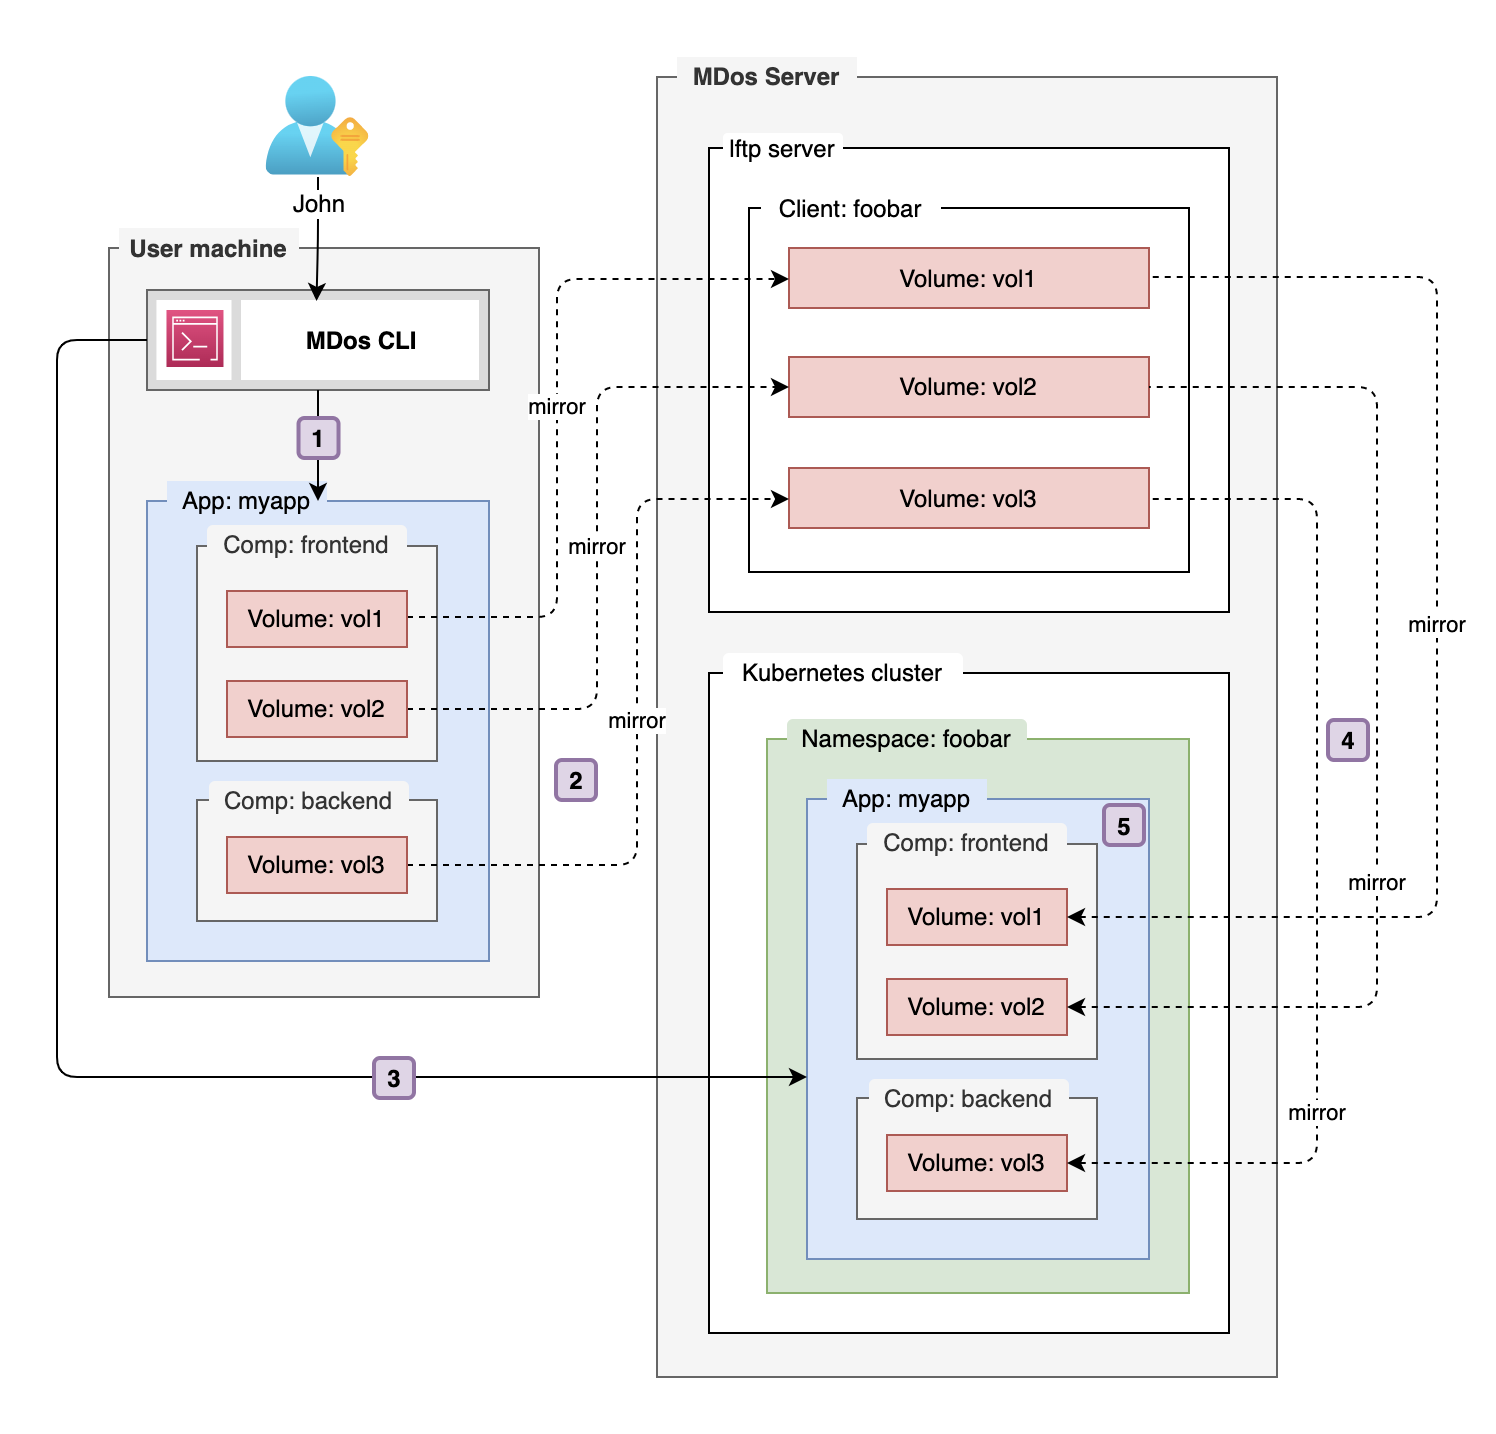 John
User machine
MDos CLI
1
App: myapp
Comp: frontend
Volume: vol1
Volume: vol2
Comp: backend
Volume: vol3
mirror
mirror
mirror
2
3
MDos Server
lftp server
Client: foobar
Volume: vol1
Volume: vol2
Volume: vol3
Kubernetes cluster
Namespace: foobar
App: myapp
5
Comp: frontend
Volume: vol1
Volume: vol2
Comp: backend
Volume: vol3
mirror
4
mirror
mirror